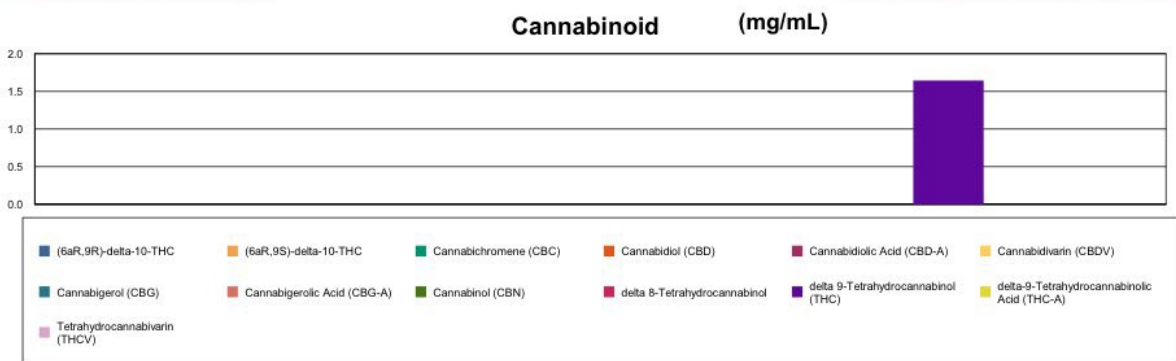 Cannabinoid (mg/mL)
2.0
1.5
1.0
0.5
0.0
(6aR,9R)-delta-10-THC
(6aR,9S)-delta-10-THC
Cannabichromene (CBC)
Cannabidiol (CBD)
Cannabidiolic Acid (CBD-A)
Cannabidivarin (CBDV)
Cannabigerol (CBG)
Cannabigerolic Acid (CBG-A)
Cannabinol (CBN)
delta 8-Tetrahydrocannabinol
delta 9-Tetrahydrocannabinol
(THC)
delta-9-Tetrahydrocannabinolic
Acid (THC-A)
Tetrahydrocannabivarin
(THCV)